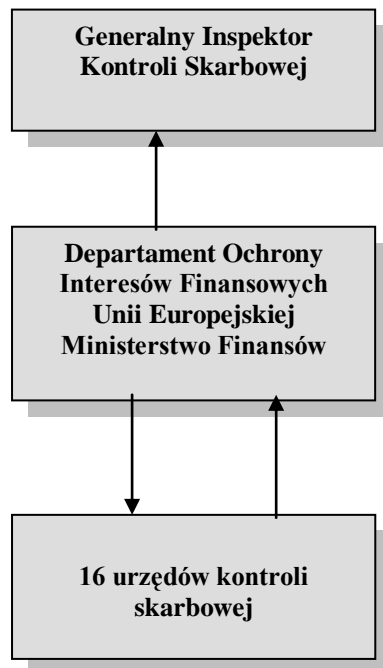 Generalny Inspektor
Kontroli Skarbowej
Departament Ochrony
Interesów Finansowych
Unii Europejskiej
Ministerstwo Finansów
16 urzędów kontroli
skarbowej